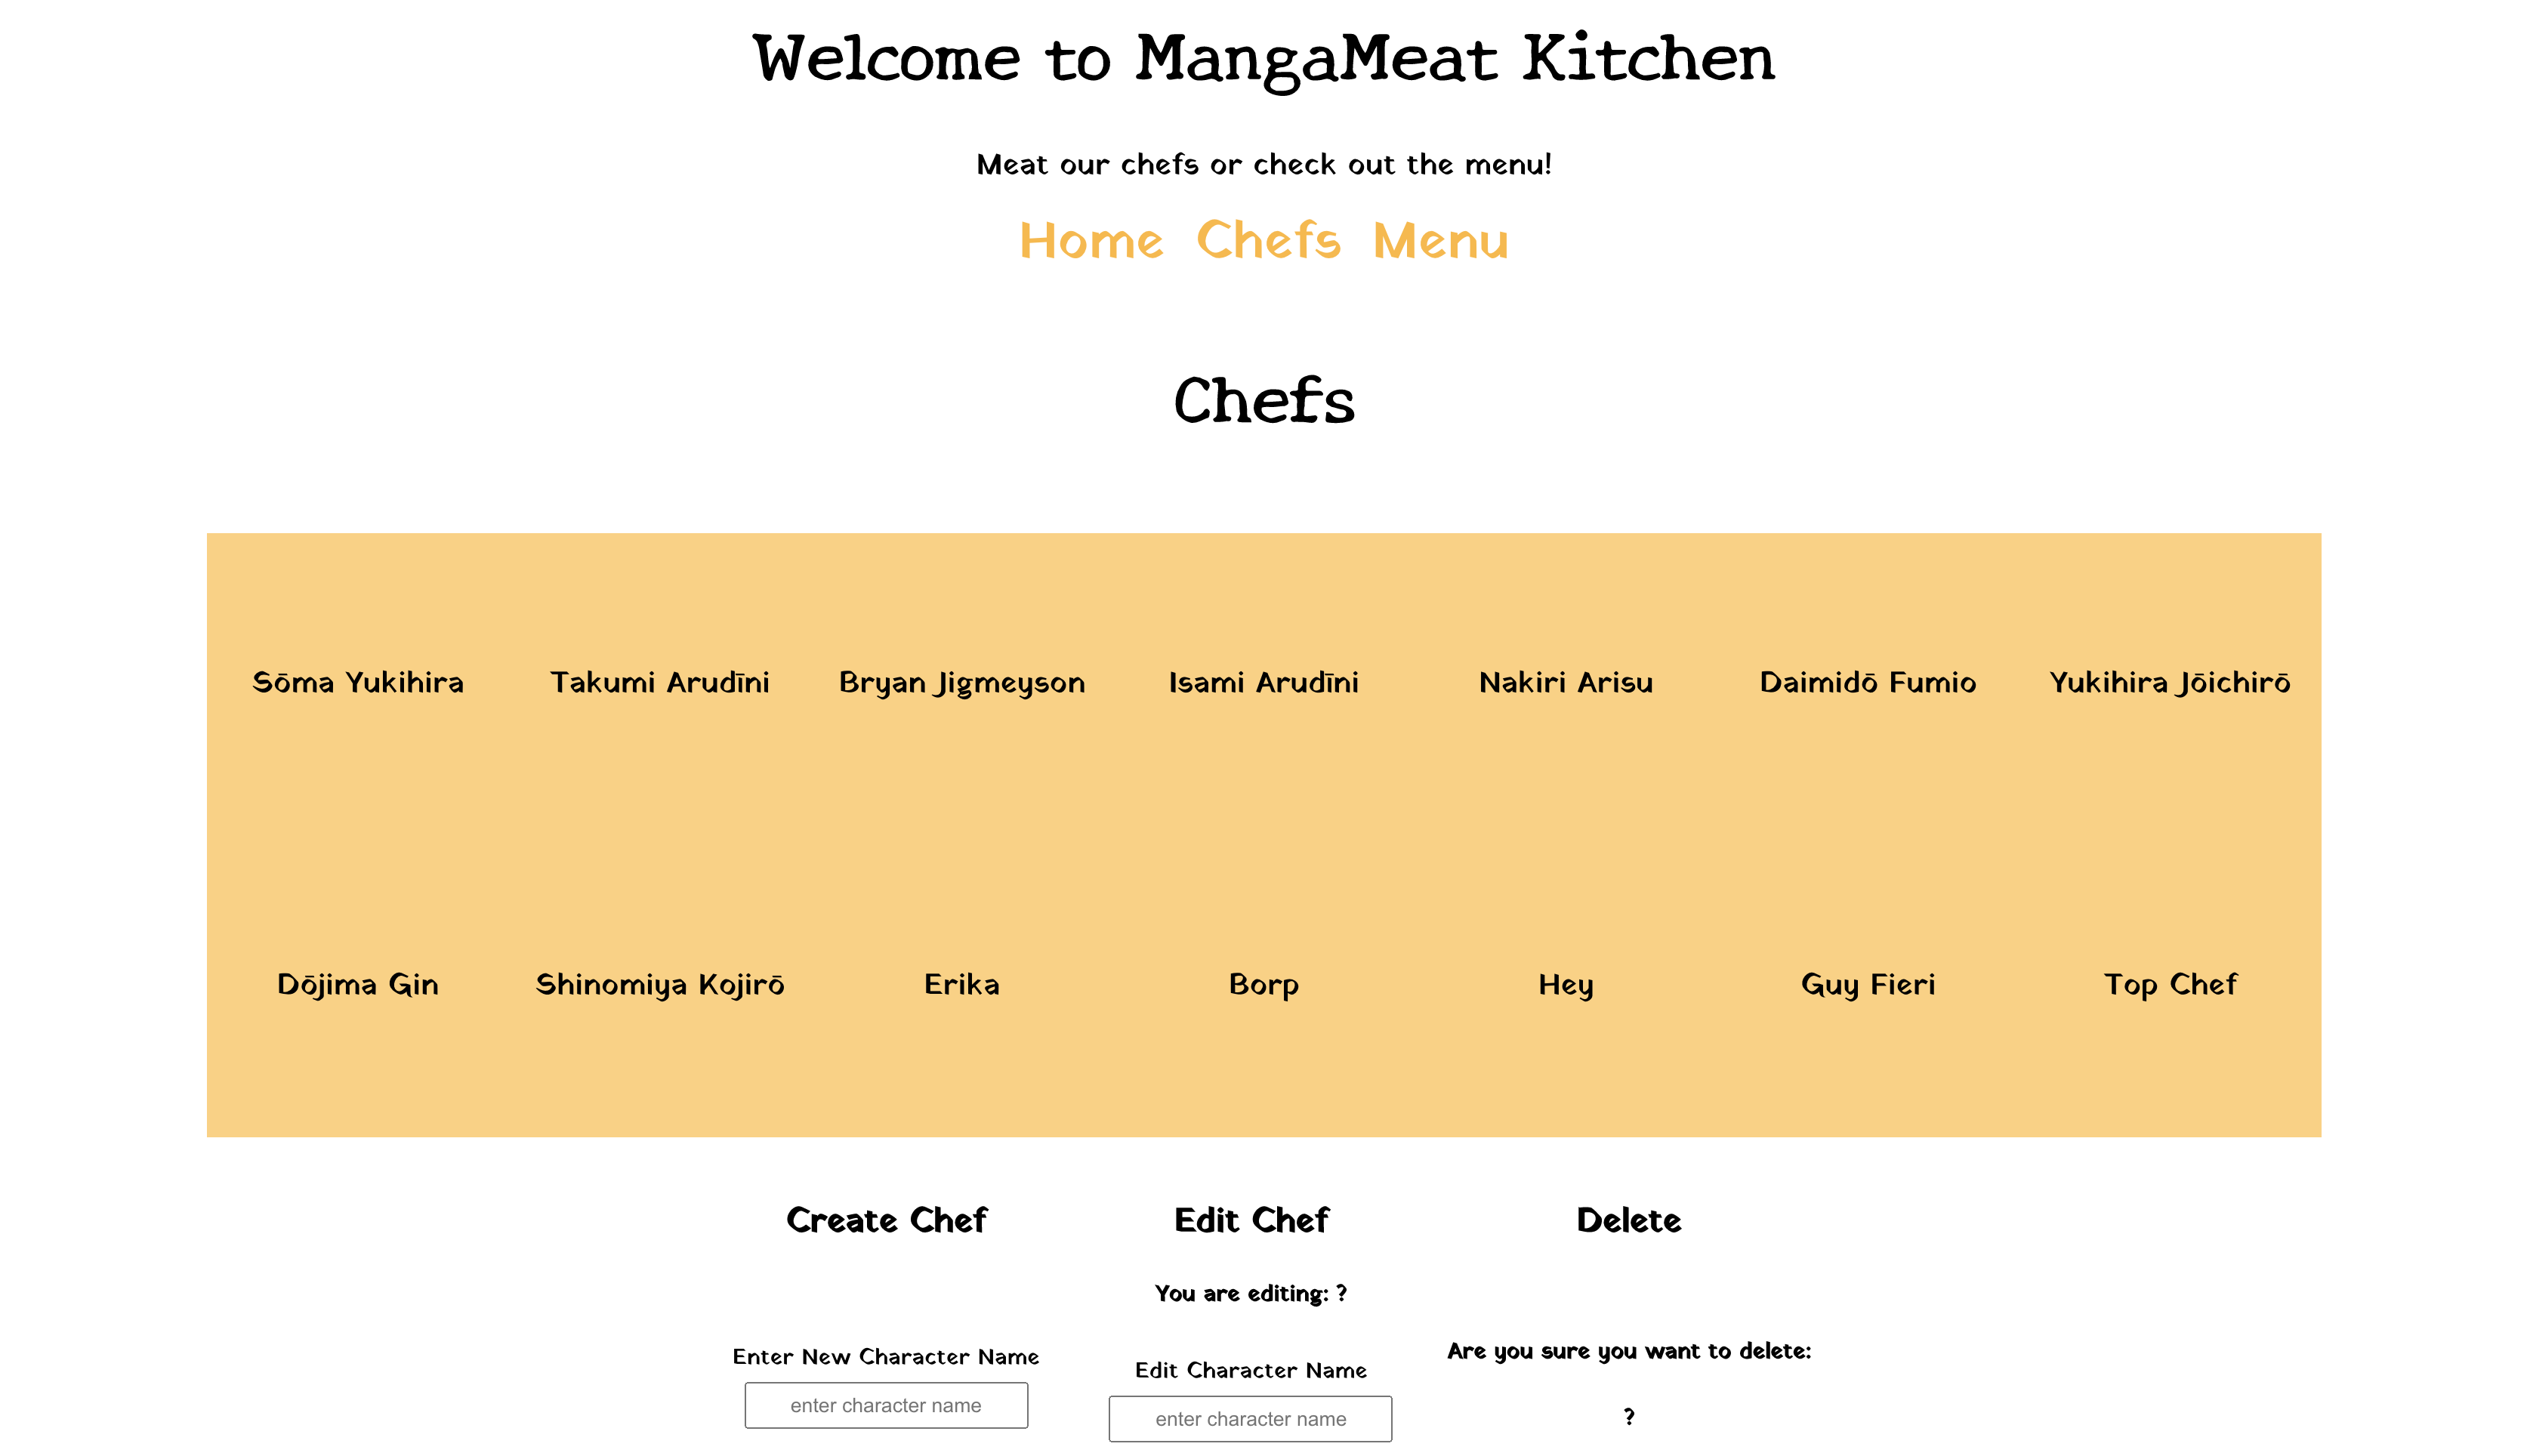 Welcome to MangaMeat Kitchen
Meat our chefs or check out the menu!
Home Chefs Menu
Chefs
Sōma Yukihira Takumi Arudīni Bryan Jigmeyson Isami Arudīni Nakiri Arisu Daimidō Fumio Yukihira Jōichirō
Dōjima Gin Shinomiya Kojirō Erika Borp Hey Guy Fieri Top Chef
Create Chef Edit Chef Delete
You are editing: ?
Enter New Character Name Edit Character Name Are you sure you want to delete:
enter character name enter character name ?